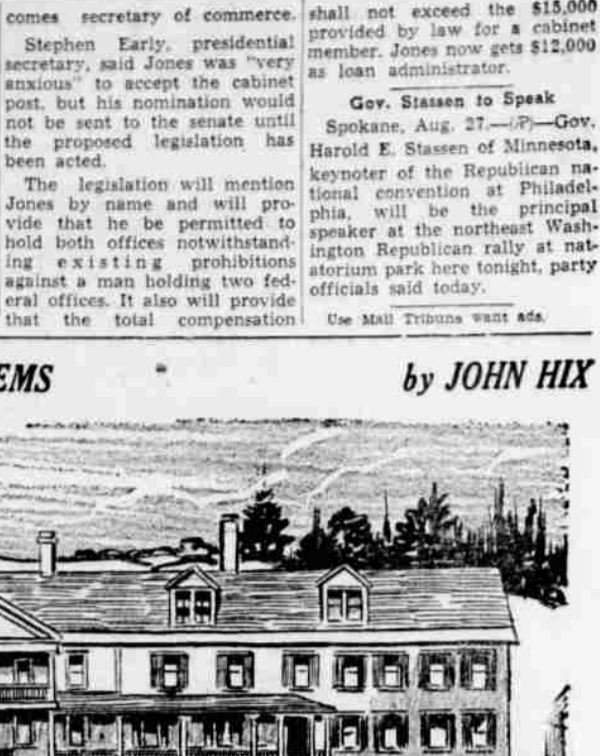 comes secretary of commerce.
Stephen Early, presidential
secretary, said Jones was "very
anxious" to accept the cabinet
post, but his nomination would
not be sent to the senate until
the proposed legislation has
been acted.
The legislation will mention
Jones by name and will pro-
vide that he be permitted to
hold both offices notwithstand-
ing existing prohibitions
against a man holding two fed-
eral offices. It also will provide
that the total compensation
shall not exceed the $15,000
provided by law for a cabinet
member. Jones now gets $12,000
as loan administrator.
Gov. Stassen to Speak
Spokane, Aug. 27.—(P)—Gov.
Harold E. Stassen of Minnesota,
keynoter of the Republican na-
tional convention at Philadel-
phia, will be the principal
speaker at the northeast Wash-
ington Republican rally at nat-
atorium park here tonight, party
officials said today.
Use Mail Tribune want ads.
EMS
by JOHN HIX